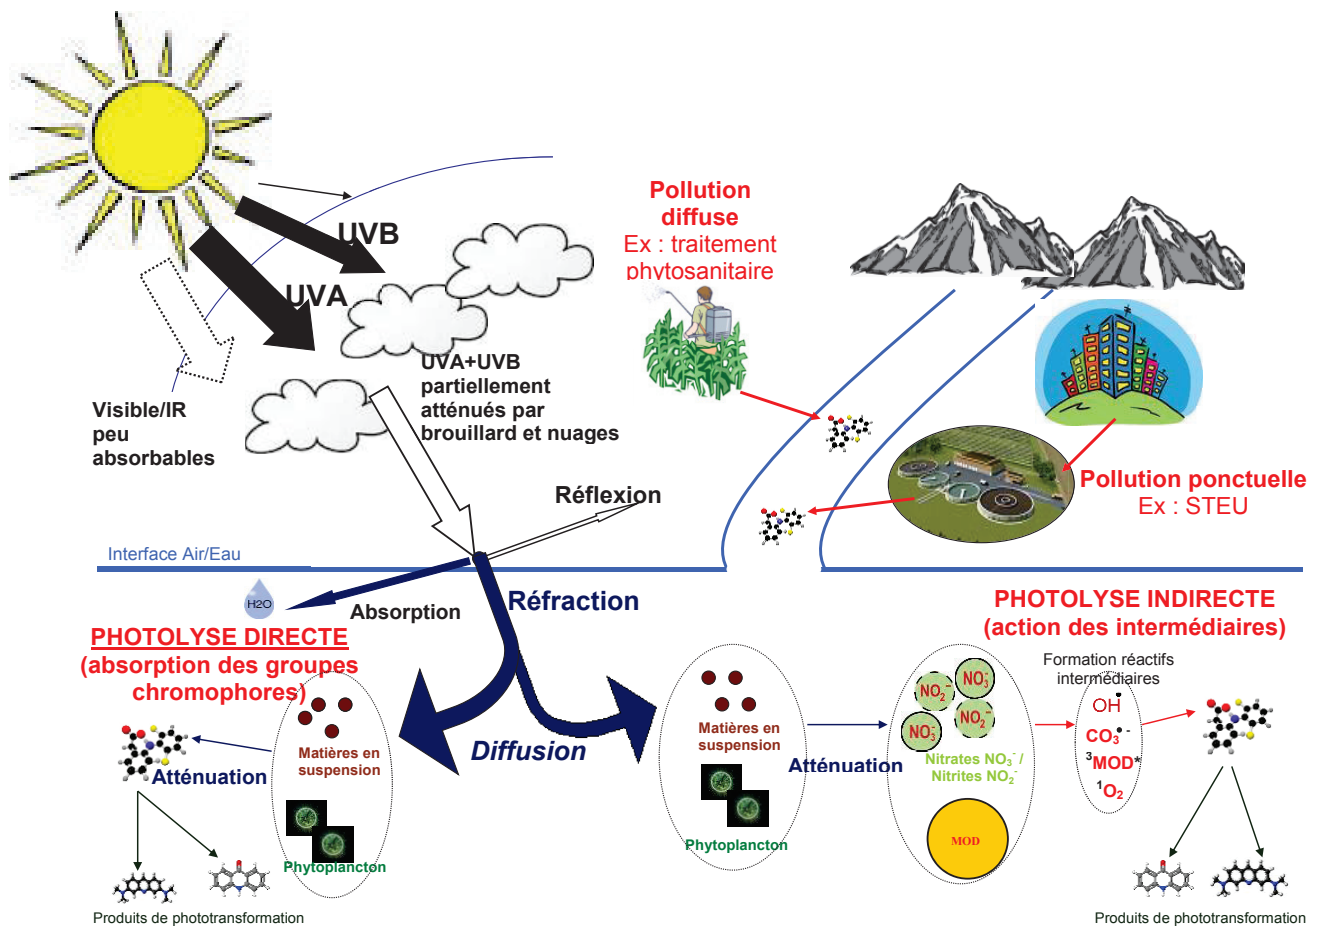 UVB
UVA
Visible/IR
peu
absorbables
UVA+UVB
partiellement
atténués par
brouillard et nuages
Pollution
diffuse
Ex : traitement
phytosanitaire
Pollution ponctuelle
Ex : STEU
Réflexion
Interface Air/Eau
H2O
Absorption
Réfraction
PHOTOLYSE DIRECTE
(absorption des groupes
chromophores)
Matières en
suspension
Atténuation
Phytoplancton
Produits de phototransformation
Diffusion
Matières en
suspension
Phytoplancton
Atténuation
PHOTOLYSE INDIRECTE
(action des intermédiaires)
Formation réactifs
intermédiaires
NO₂⁻
NO₃⁻
NO₃⁻
NO₂⁻
Nitrates NO₃⁻ /
Nitrites NO₂⁻
MOD
OH•
CO₃•⁻
³MOD*
¹O₂
Produits de phototransformation